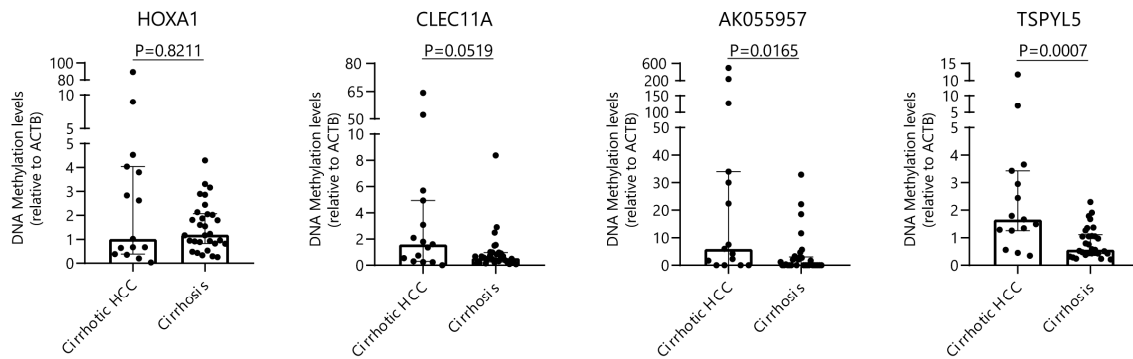 HOXA1
P=0.8211
DNA Methylation levels
(relative to ACTB)
100
80
10
5
5
4
3
2
1
0
Cirrhotic HCC
Cirrhosis
CLEC11A
P=0.0519
DNA Methylation levels
(relative to ACTB)
80
65
50
10
8
6
4
2
0
Cirrhotic HCC
Cirrhosis
AK055957
P=0.0165
DNA Methylation levels
(relative to ACTB)
600
200
150
100
50
40
30
20
10
0
Cirrhotic HCC
Cirrhosis
TSPYL5
P=0.0007
DNA Methylation levels
(relative to ACTB)
15
10
5
4
3
2
1
0
Cirrhotic HCC
Cirrhosis